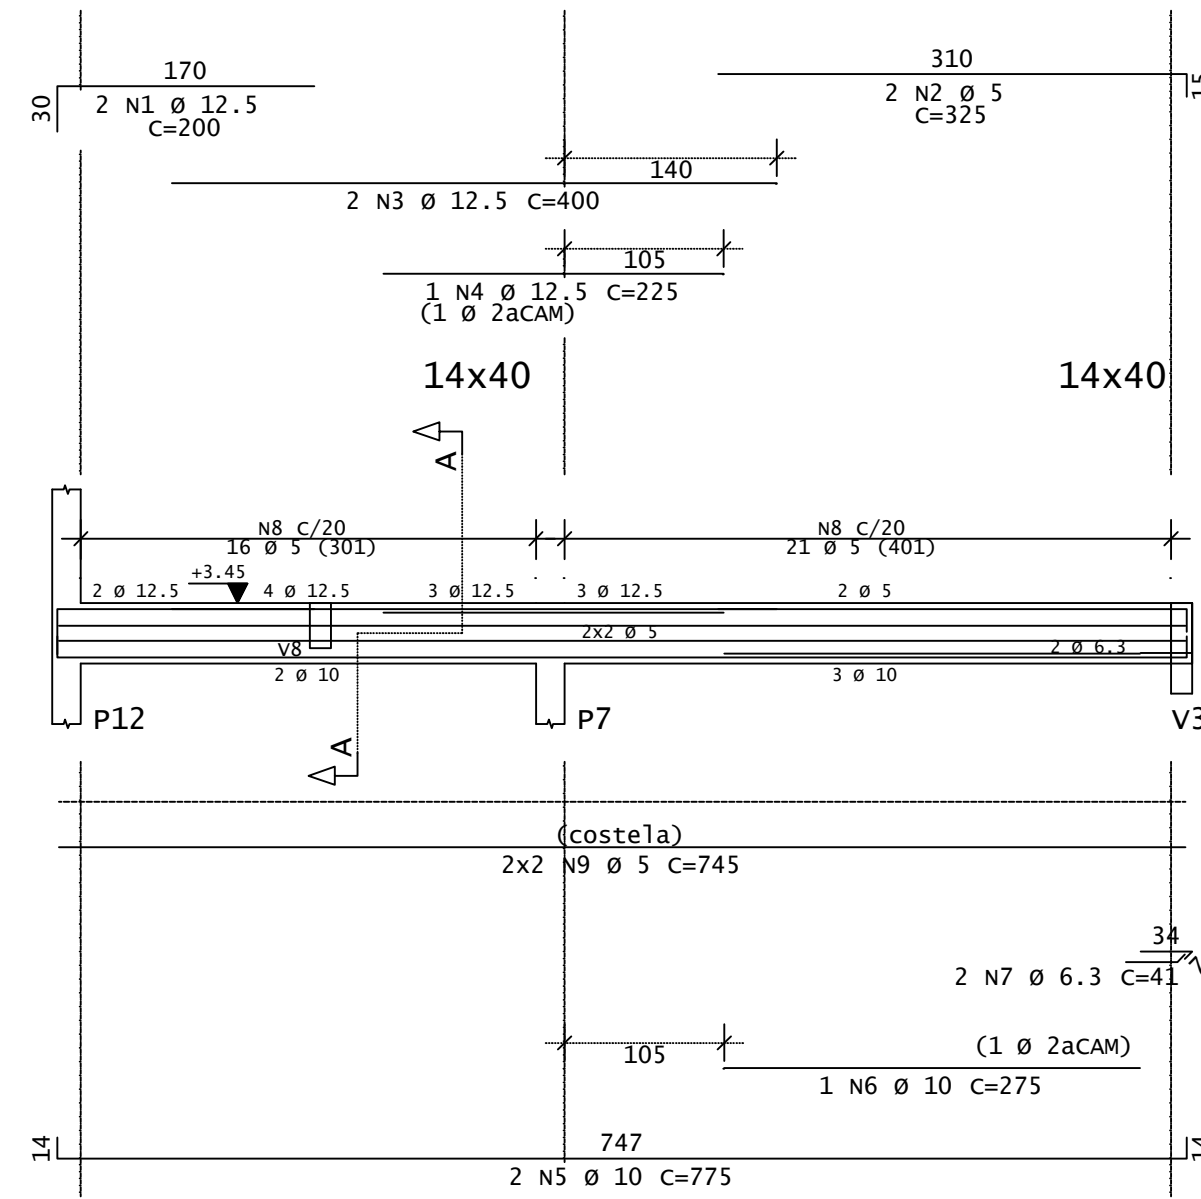 170
30
2 N1 Ø 12.5
C=200
310
15
2 N2 Ø 5
C=325
140
2 N3 Ø 12.5 C=400
105
1 N4 Ø 12.5 C=225
(1 Ø 2aCAM)
14x40
14x40
A
N8 C/20
16 Ø 5 (301)
N8 C/20
21 Ø 5 (401)
+3.45
2 Ø 12.5
4 Ø 12.5
3 Ø 12.5
3 Ø 12.5
2 Ø 5
2x2 Ø 5
V8
2 Ø 6.3
2 Ø 10
3 Ø 10
P12
P7
V3
A
(costela)
2x2 N9 Ø 5 C=745
34
2 N7 Ø 6.3 C=41
105
(1 Ø 2aCAM)
1 N6 Ø 10 C=275
14
747
14
2 N5 Ø 10 C=775